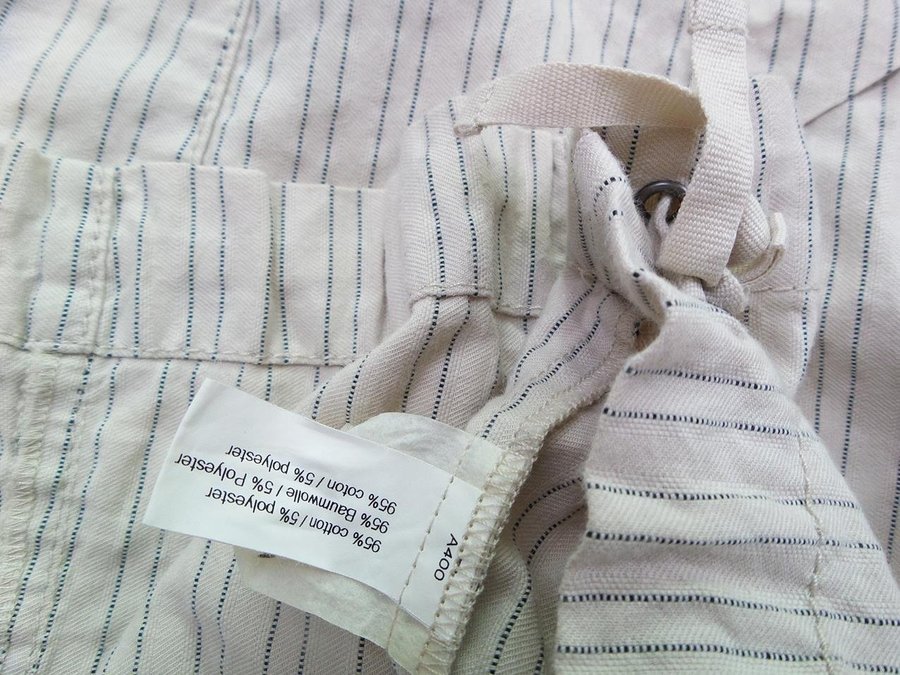 95% cotton / 5% polyester
95% Baumwolle / 5% Polyester
95% coton / 5% polyester
A400